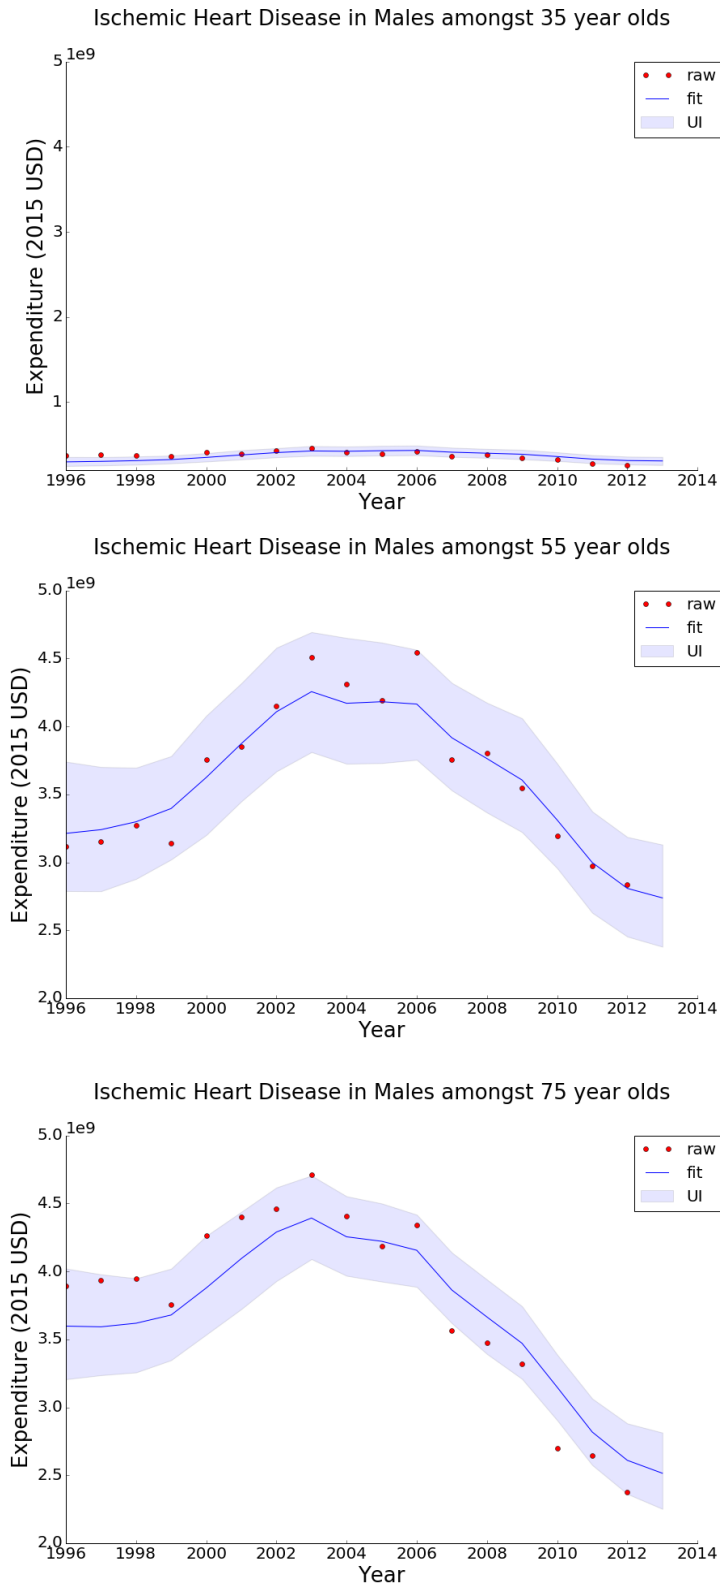 Ischemic Heart Disease in Males amongst 35 year olds
1e9
5
4
3
2
1
Expenditure (2015 USD)
raw
fit
UI
1996 1998 2000 2002 2004 2006 2008 2010 2012 2014
Year
Ischemic Heart Disease in Males amongst 55 year olds
1e9
5.0
4.5
4.0
3.5
3.0
2.5
2.0
Expenditure (2015 USD)
raw
fit
UI
1996 1998 2000 2002 2004 2006 2008 2010 2012 2014
Year
Ischemic Heart Disease in Males amongst 75 year olds
1e9
5.0
4.5
4.0
3.5
3.0
2.5
2.0
Expenditure (2015 USD)
raw
fit
UI
1996 1998 2000 2002 2004 2006 2008 2010 2012 2014
Year